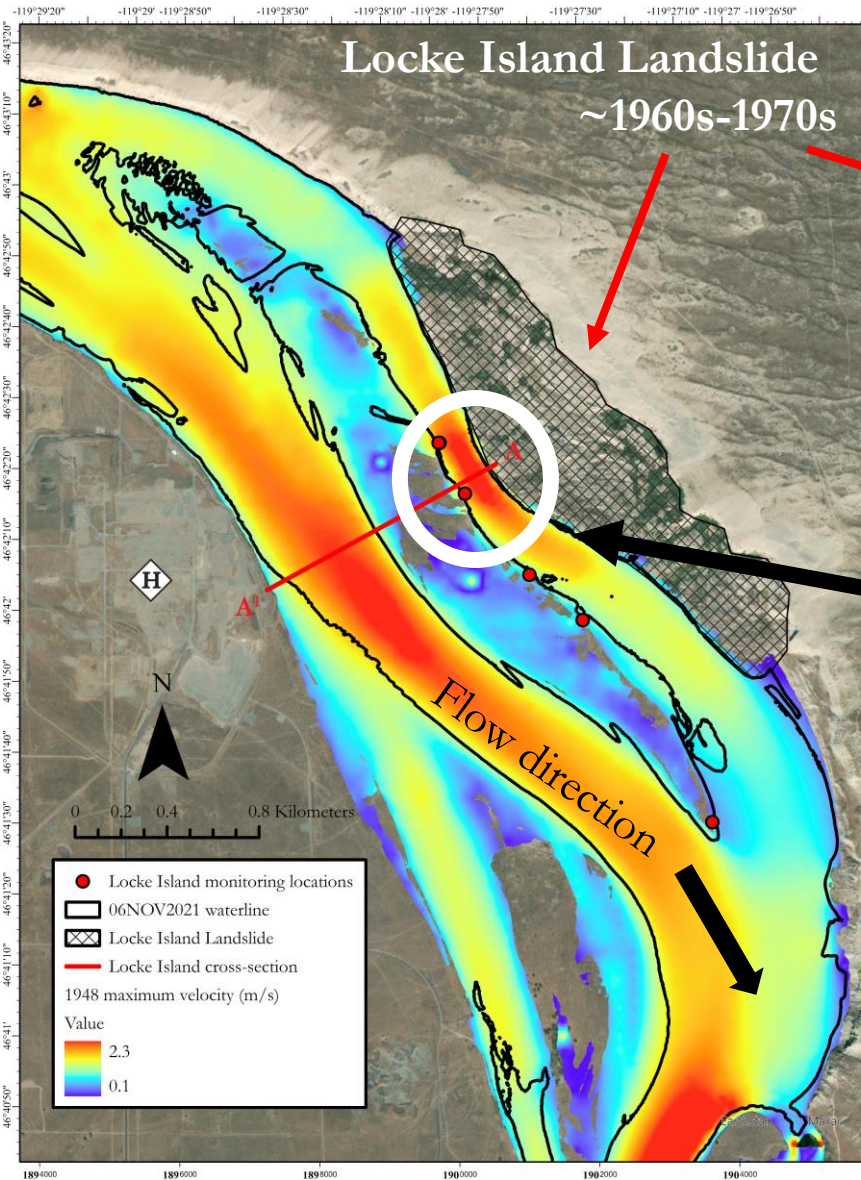 -119°29'20" -119°29' -119°28'50" -119°28'30" -119°28'10" -119°28' -119°27'50" -119°27'30" -119°27'10" -119°27' -119°26'50"
Locke Island Landslide
~1960s-1970s
46°43'20"
46°43'10"
46°43'
46°42'50"
46°42'40"
46°42'30"
46°42'20"
46°42'10"
46°42'
46°41'50"
46°41'40"
46°41'30"
46°41'20"
46°41'10"
46°41'
46°40'50"
A
A'
H
N
Flow direction
0 0.2 0.4 0.8 Kilometers
Locke Island monitoring locations
06NOV2021 waterline
Locke Island Landslide
Locke Island cross-section
1948 maximum velocity (m/s)
Value
2.3
0.1
Maxar
1894000 1896000 1898000 1900000 1902000 1904000